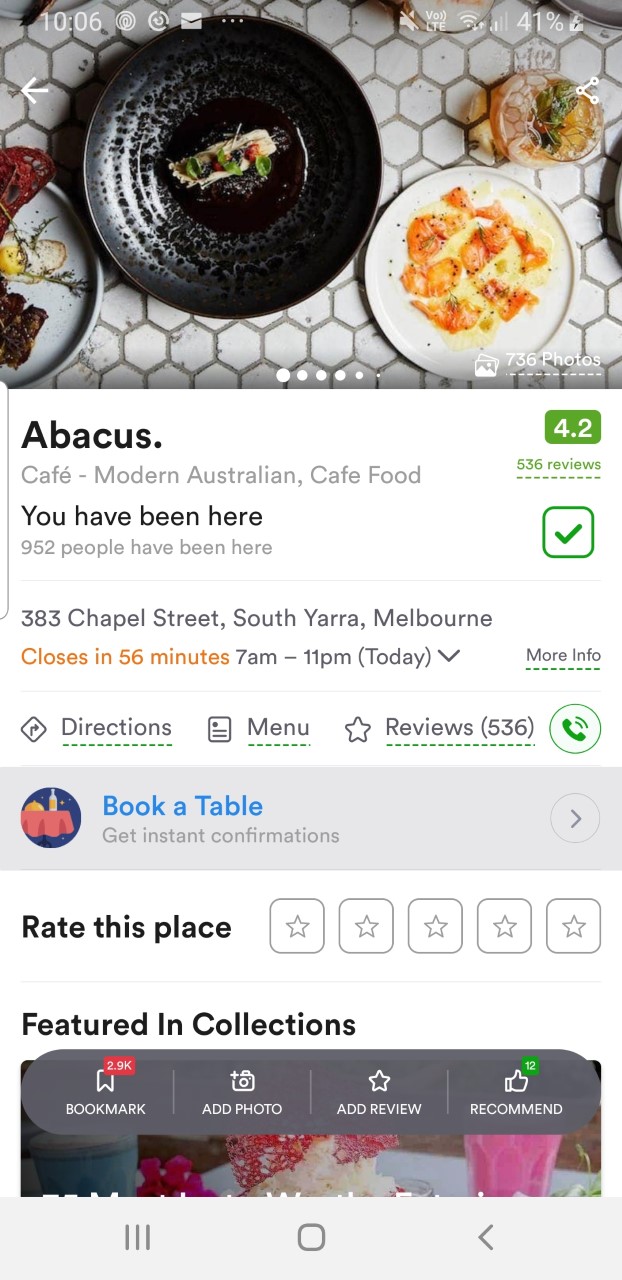 10:06
Vo)) LTE 41%
736 Photos
Abacus.
4.2
Café - Modern Australian, Cafe Food
536 reviews
You have been here
952 people have been here
383 Chapel Street, South Yarra, Melbourne
Closes in 56 minutes 7am – 11pm (Today)
More Info
Directions Menu Reviews (536)
Book a Table
Get instant confirmations
Rate this place
Featured In Collections
2.9K 12
BOOKMARK ADD PHOTO ADD REVIEW RECOMMEND